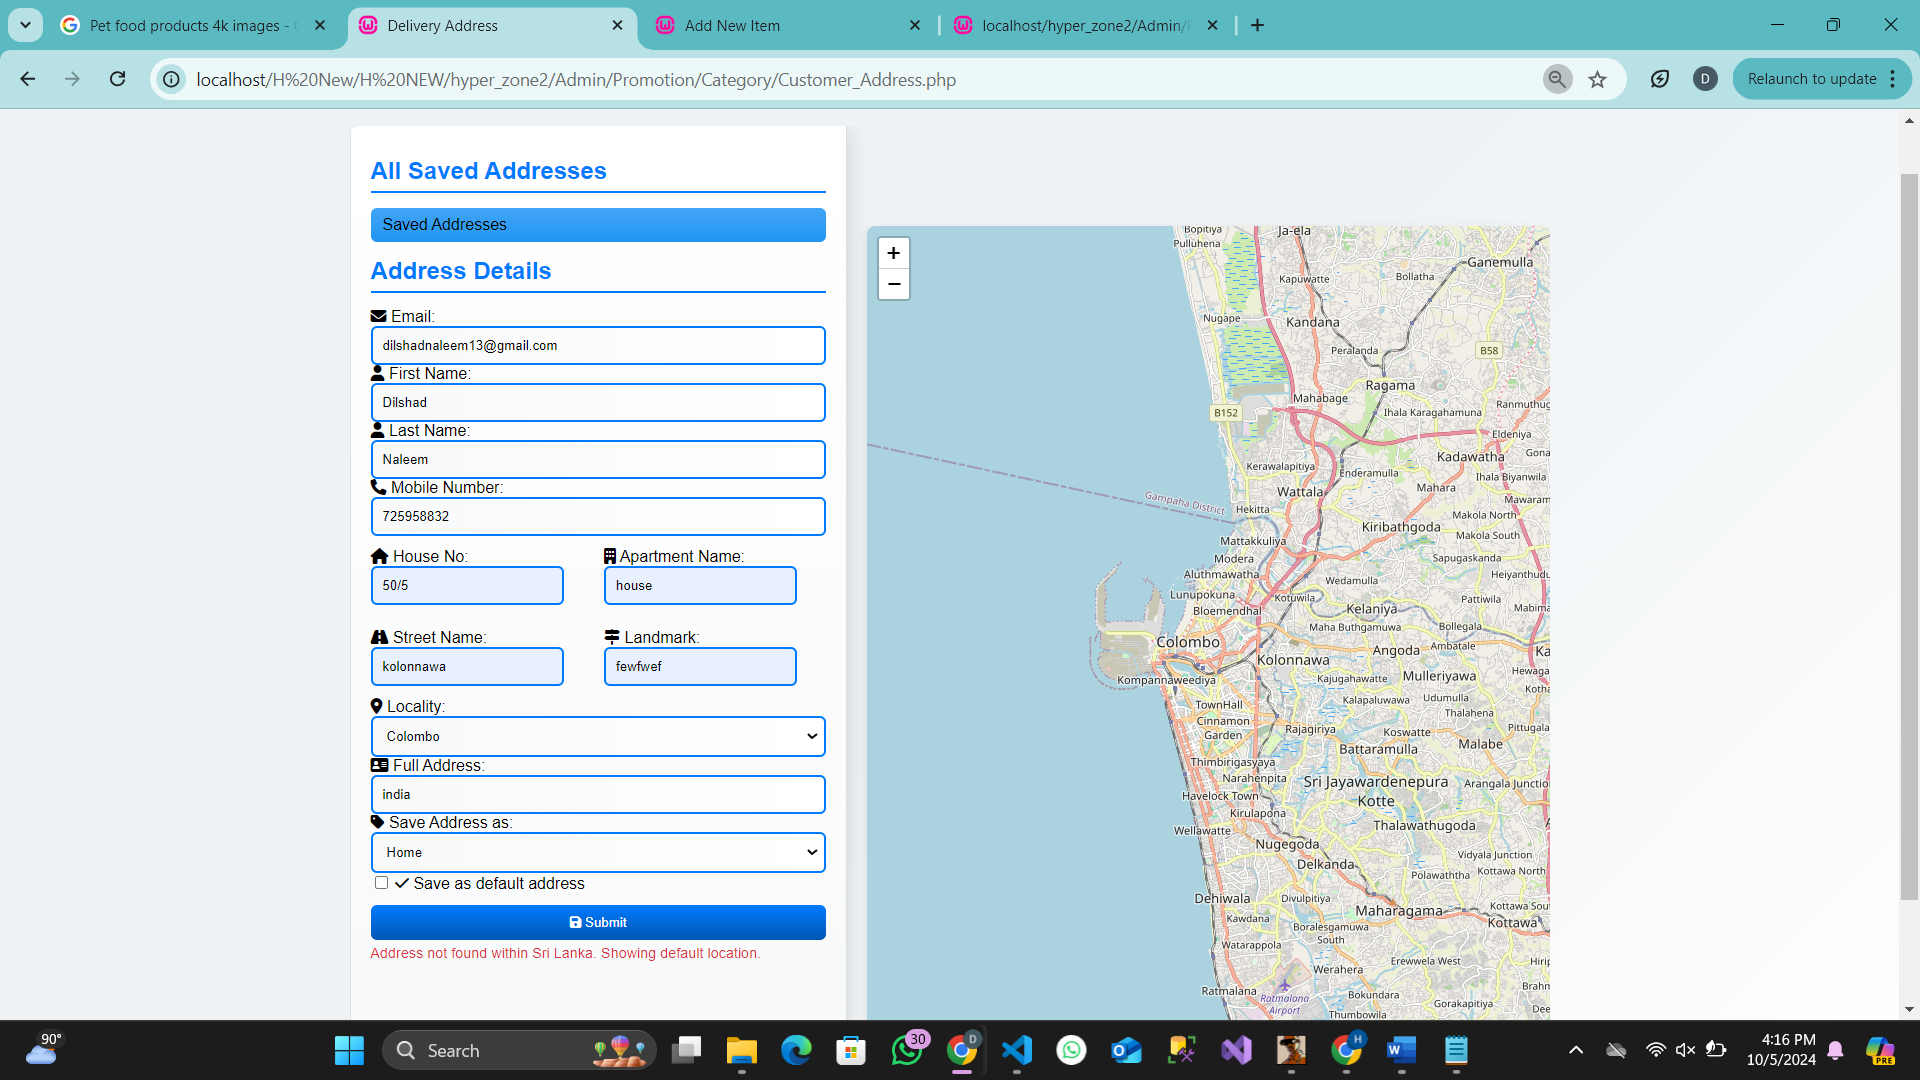 Pet food products 4k images -
Delivery Address
Add New Item
localhost/hyper_zone2/Admin/
localhost/H%20New/H%20NEW/hyper_zone2/Admin/Promotion/Category/Customer_Address.php
D
Relaunch to update
All Saved Addresses
Saved Addresses
Address Details
Email:
dilshadnaleem13@gmail.com
First Name:
Dilshad
Last Name:
Naleem
Mobile Number:
725958832
House No:
Apartment Name:
50/5
house
Street Name:
Landmark:
kolonnawa
fewfwef
Locality:
Colombo
Full Address:
india
Save Address as:
Home
Save as default address
Submit
Address not found within Sri Lanka. Showing default location.
+
−
Bopitiya
Ja-ela
Pulluhena
Ganemulla
Kapuwatte
Bollatha
Nugape
Kandana
Peralanda
B58
Ragama
Mahabage
Ranmuthug
B152
Ihala Karagahamuna
Eldeniya
Kadawatha
Gona
Kerawalapitiya
Enderamulla
Ihala Biyanwila
Wattala
Mahara
Mawaram
Gampaha District
Hekitta
Makola North
Kiribathgoda
Makola South
Mattakkuliya
Modera
Sapugaskanda
Aluthmawatha
Wedamulla
Heiyanthudu
Lunupokuna
Kotuwila
Pattiwila
Bloemendhal
Kelaniya
Mabima
Maha Buthgamuwa
Bollegala
Colombo
Angoda
Ambatale
Ka
Kolonnawa
Hewaga
Kompannaweediya
Kajugahawatte
Mulleriyawa
Kotha
Kalapaluwawa
Udumulla
TownHall
Thalahena
Cinnamon
Garden
Rajagiriya
Koswatte
Pittugala
Battaramulla
Malabe
Thimbirigasyaya
Narahenpita
Sri Jayawardenepura
Kotte
Arangala Junctio
Havelock Town
Kirulapona
Thalawathugoda
Wellawatte
Nugegoda
Vidyala Junction
Delkanda
Kottawa North
Polawaththa
Dehiwala
Divulpitiya
Maharagama
Kottawa Sout
Kawdana
Kottawa
Boralesgamuwa
South
Watarappola
Erewwela West
Hirip
Werahera
Ratmalana
Ratmalana
Airport
Bokundara
Brahm
Gorakapitiya
Thumbowila
Dee
90°
Search
30
D
H
4:16 PM
10/5/2024
PRE